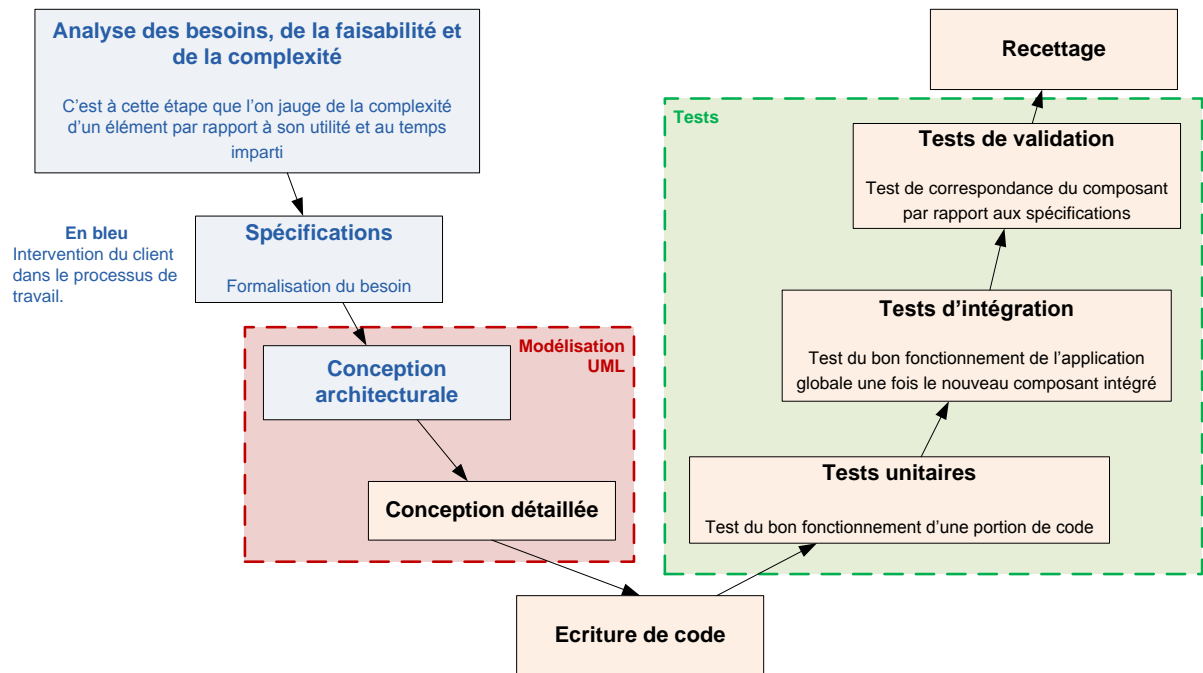 Analyse des besoins, de la faisabilité et
de la complexité
C’est à cette étape que l’on jauge de la complexité
d’un élément par rapport à son utilité et au temps
imparti
En bleu
Intervention du client
dans le processus de
travail.
Spécifications
Formalisation du besoin
Modélisation
UML
Conception
architecturale
Conception détaillée
Ecriture de code
Tests unitaires
Test du bon fonctionnement d’une portion de code
Tests d’intégration
Test du bon fonctionnement de l’application
globale une fois le nouveau composant intégré
Tests de validation
Test de correspondance du composant
par rapport aux spécifications
Tests
Recettage